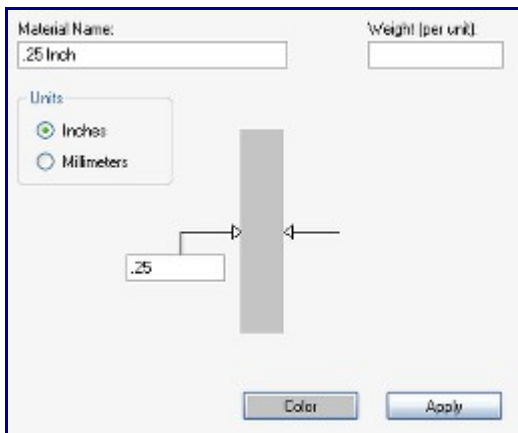 Material Name:
Weight (per unit):
.25 Inch
Units
Inches
Millimeters
.25
Color
Apply